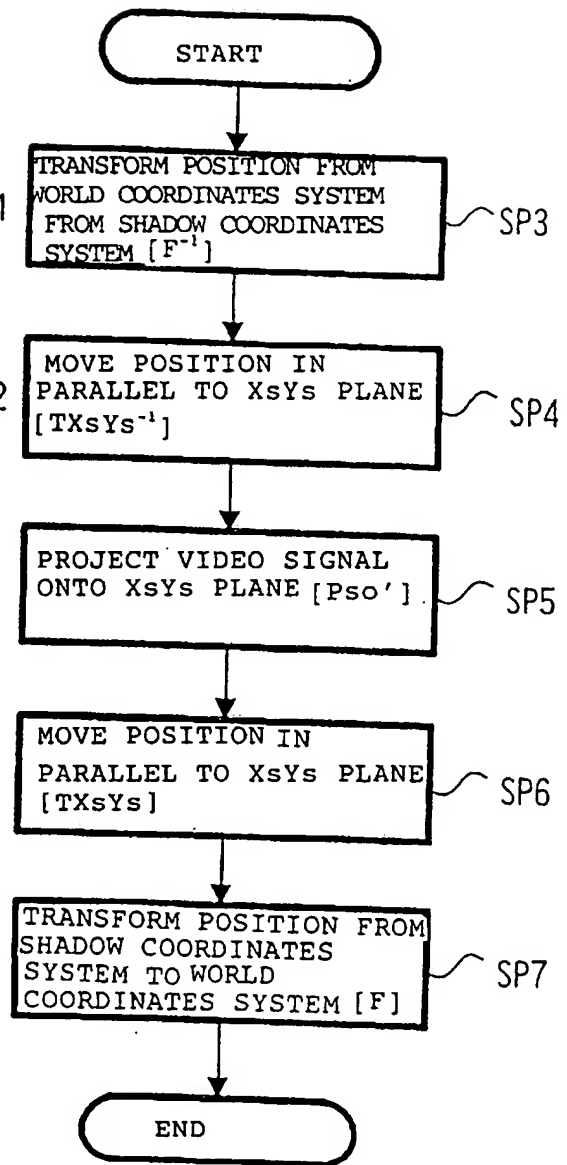 START
TRANSFORM POSITION FROM
WORLD COORDINATES SYSTEM
FROM SHADOW COORDINATES
SYSTEM [F⁻¹]
1
SP3
MOVE POSITION IN
PARALLEL TO XsYs PLANE
[TXsYs⁻¹]
2
SP4
PROJECT VIDEO SIGNAL
ONTO XsYs PLANE [Pso']
SP5
MOVE POSITION IN
PARALLEL TO XsYs PLANE
[TXsYs]
SP6
TRANSFORM POSITION FROM
SHADOW COORDINATES
SYSTEM TO WORLD
COORDINATES SYSTEM [F]
SP7
END